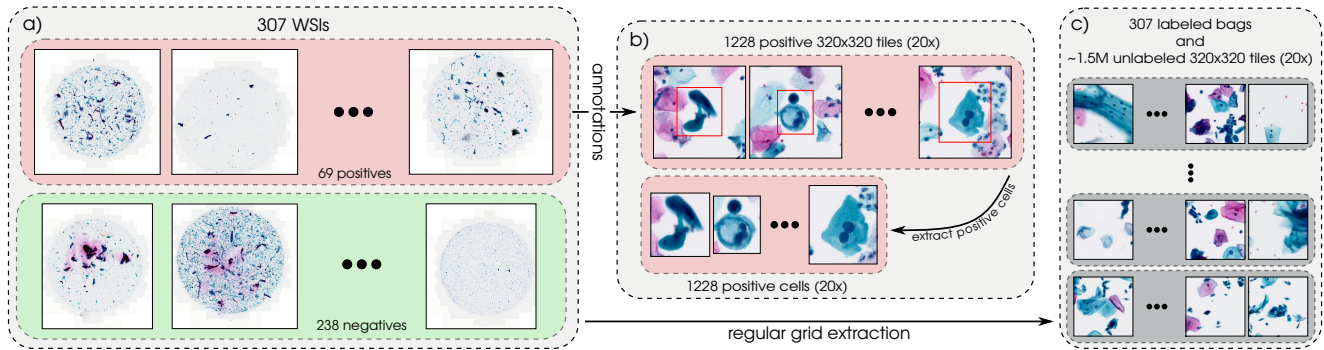 a)
307 WSIs
69 positives
238 negatives
annotations
b)
1228 positive 320x320 tiles (20x)
extract positive cells
1228 positive cells (20x)
regular grid extraction
c)
307 labeled bags
and
~1.5M unlabeled 320x320 tiles (20x)